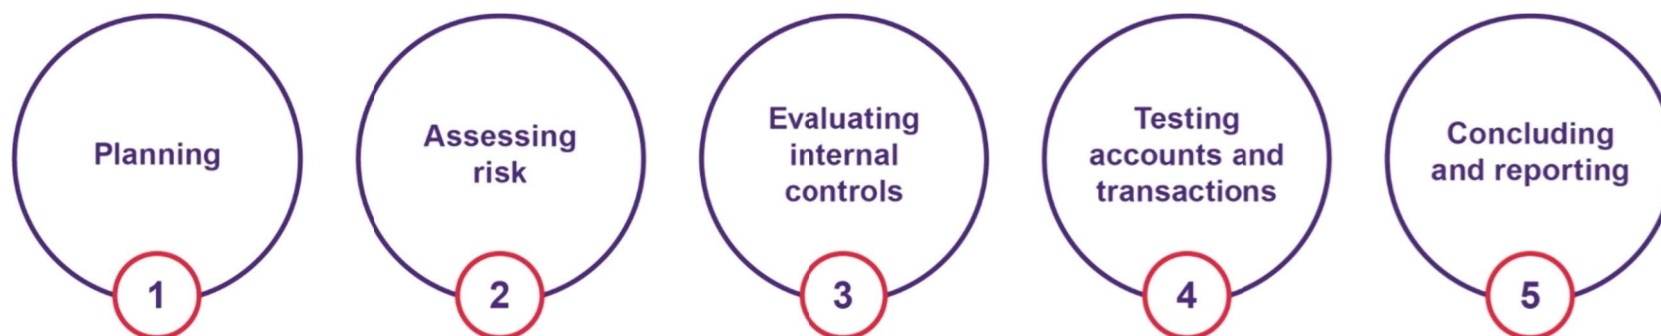 Planning
1
Assessing
risk
2
Evaluating
internal
controls
3
Testing
accounts and
transactions
4
Concluding
and reporting
5